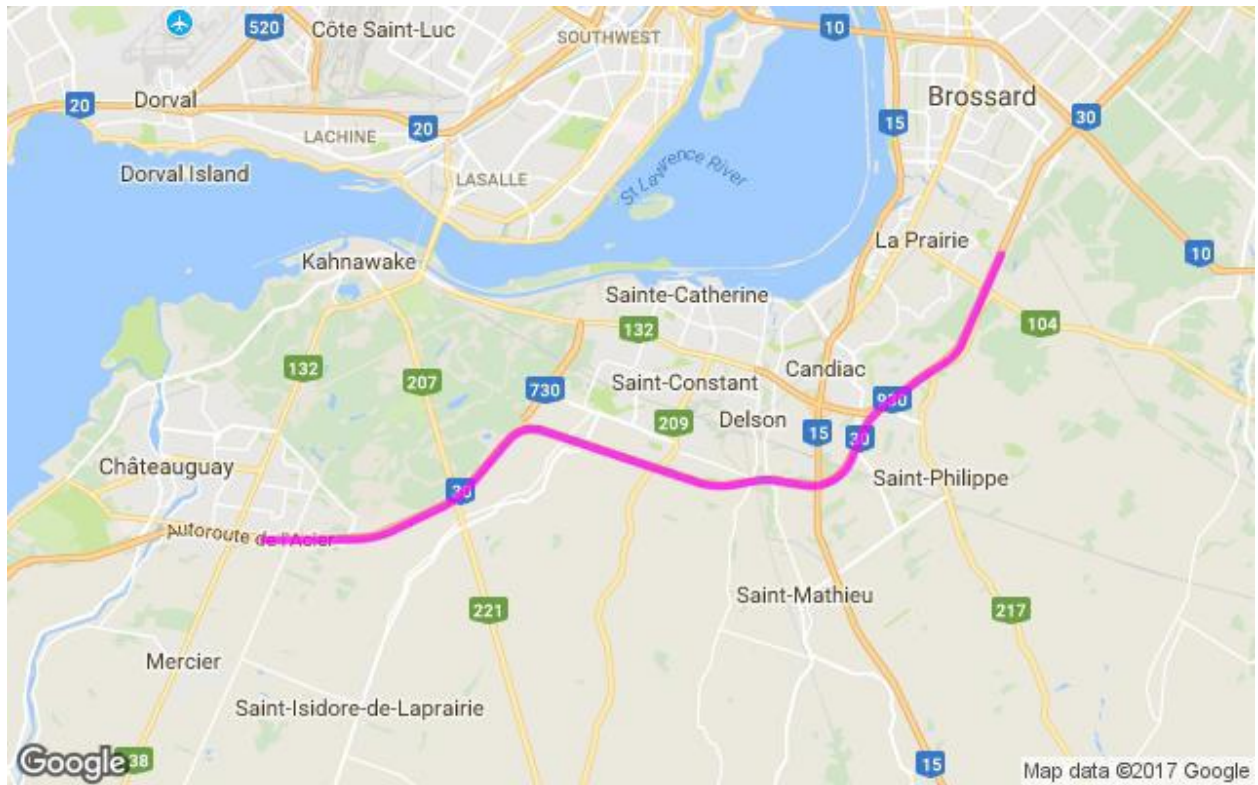 520
Côte Saint-Luc
SOUTHWEST
10
20
Dorval
Brossard
15
30
LACHINE
20
Dorval Island
LASALLE
St Lawrence River
La Prairie
10
Kahnawake
Sainte-Catherine
132
104
132
207
730
Saint-Constant
Candiac
930
209
Delson
15
30
Châteauguay
30
Saint-Philippe
Autoroute de l'Acier
221
Saint-Mathieu
217
Mercier
Saint-Isidore-de-Laprairie
Google
38
15
Map data ©2017 Google